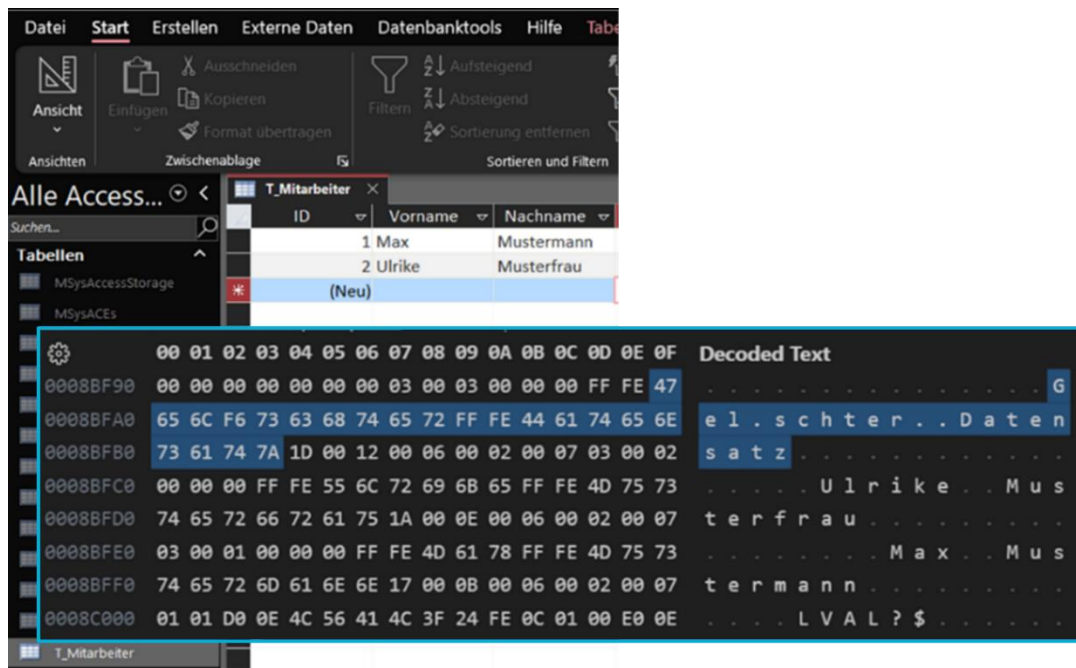 Datei Start Erstellen Externe Daten Datenbanktools Hilfe Tabe
Ansicht
Einfügen
Ausschneiden
Kopieren
Format übertragen
Filtern
Aufsteigend
Absteigend
Sortierung entfernen
Ansichten Zwischenablage Sortieren und Filtern
Alle Access...
Suchen...
Tabellen
MSysAccessStorage
MSysACEs
T_Mitarbeiter
ID Vorname Nachname
1 Max Mustermann
2 Ulrike Musterfrau
(Neu)
00 01 02 03 04 05 06 07 08 09 0A 0B 0C 0D 0E 0F Decoded Text
0008BF90 00 00 00 00 00 00 00 03 00 03 00 00 00 FF FE 47 . . . . . . . . . . . . . . . G
0008BFA0 65 6C F6 73 63 68 74 65 72 FF FE 44 61 74 65 6E e l . s c h t e r . . D a t e n
0008BFB0 73 61 74 7A 1D 00 12 00 06 00 02 00 07 03 00 02 s a t z . . . . . . . . . . . .
0008BFC0 00 00 00 FF FE 55 6C 72 69 6B 65 FF FE 4D 75 73 . . . . . U l r i k e . . M u s
0008BFD0 74 65 72 66 72 61 75 1A 00 0E 00 06 00 02 00 07 t e r f r a u . . . . . . . . .
0008BFE0 03 00 01 00 00 00 FF FE 4D 61 78 FF FE 4D 75 73 . . . . . . . . M a x . . M u s
0008BFF0 74 65 72 6D 61 6E 6E 17 00 0B 00 06 00 02 00 07 t e r m a n n . . . . . . . . .
0008C000 01 01 D0 0E 4C 56 41 4C 3F 24 FE 0C 01 00 E0 0E . . . . L V A L ? $ . . . . . .
T_Mitarbeiter